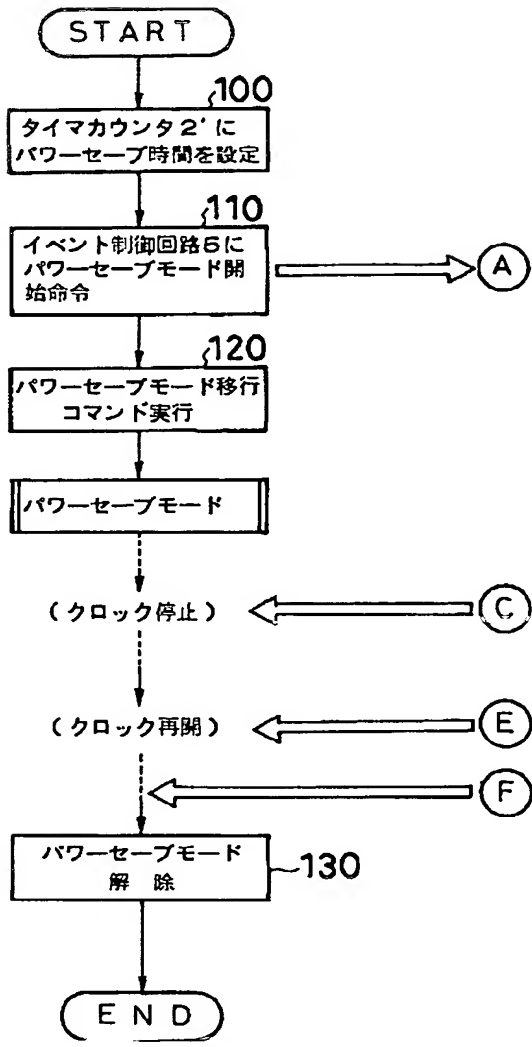 START
100
タイマカウンタ2'に
パワーセーブ時間を設定
110
イベント制御回路5に
パワーセーブモード開
始命令
A
120
パワーセーブモード移行
コマンド実行
パワーセーブモード
(クロック停止)
C
(クロック再開)
E
F
パワーセーブモード
解 除
130
END